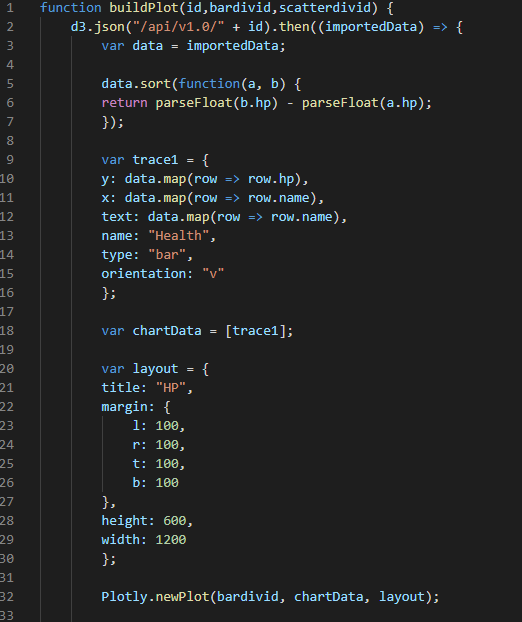 1 function buildPlot(id,bardivid,scatterdivid) {
2 d3.json("/api/v1.0/" + id).then((importedData) => {
3 var data = importedData;
4
5 data.sort(function(a, b) {
6 return parseFloat(b.hp) - parseFloat(a.hp);
7 });
8
9 var trace1 = {
10 y: data.map(row => row.hp),
11 x: data.map(row => row.name),
12 text: data.map(row => row.name),
13 name: "Health",
14 type: "bar",
15 orientation: "v"
16 };
17
18 var chartData = [trace1];
19
20 var layout = {
21 title: "HP",
22 margin: {
23 l: 100,
24 r: 100,
25 t: 100,
26 b: 100
27 },
28 height: 600,
29 width: 1200
30 };
31
32 Plotly.newPlot(bardivid, chartData, layout);
33